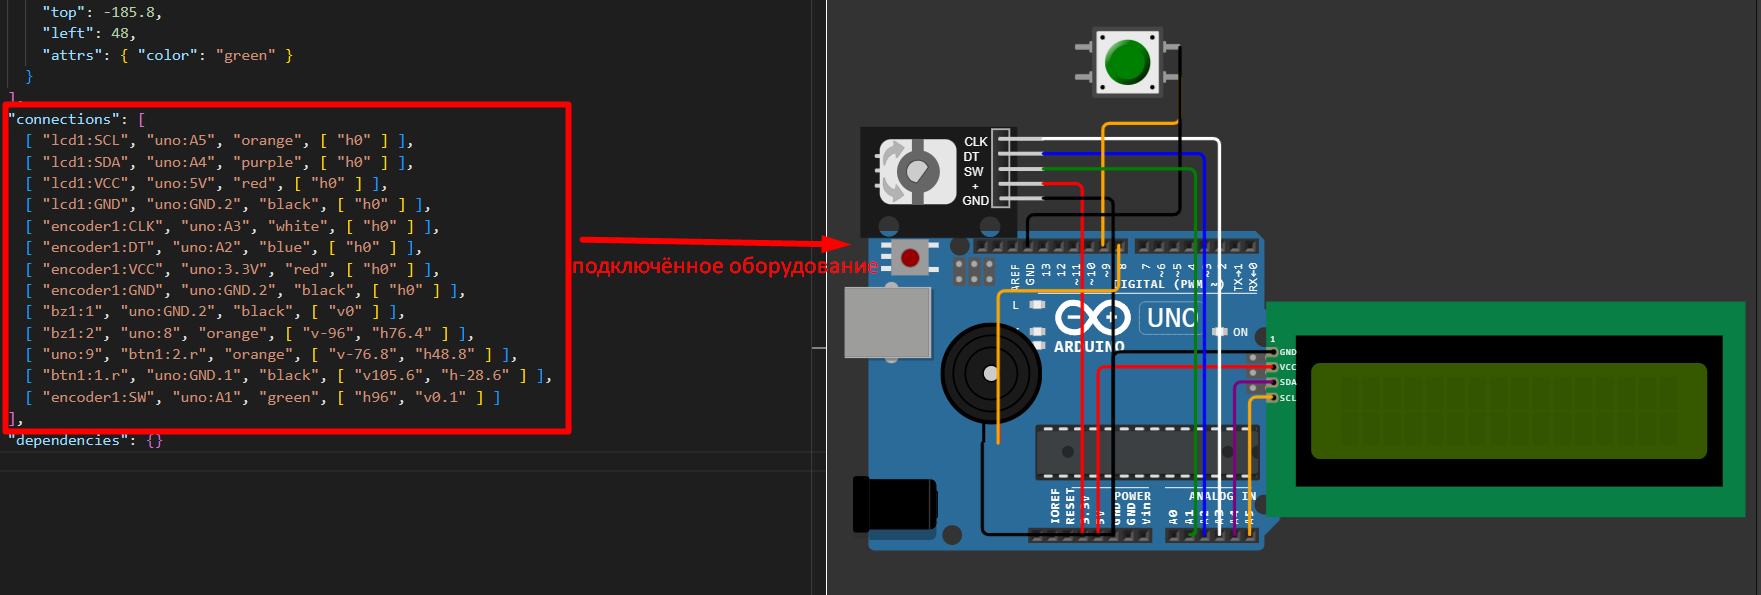 "top": -185.8,
"left": 48,
"attrs": { "color": "green" }
}
],
"connections": [
[ "lcd1:SCL", "uno:A5", "orange", [ "h0" ] ],
[ "lcd1:SDA", "uno:A4", "purple", [ "h0" ] ],
[ "lcd1:VCC", "uno:5V", "red", [ "h0" ] ],
[ "lcd1:GND", "uno:GND.2", "black", [ "h0" ] ],
[ "encoder1:CLK", "uno:A3", "white", [ "h0" ] ],
[ "encoder1:DT", "uno:A2", "blue", [ "h0" ] ],
[ "encoder1:VCC", "uno:3.3V", "red", [ "h0" ] ],
[ "encoder1:GND", "uno:GND.2", "black", [ "h0" ] ],
[ "bz1:1", "uno:GND.2", "black", [ "v0" ] ],
[ "bz1:2", "uno:8", "orange", [ "v-96", "h76.4" ] ],
[ "uno:9", "btn1:2.r", "orange", [ "v-76.8", "h48.8" ] ],
[ "btn1:1.r", "uno:GND.1", "black", [ "v105.6", "h-28.6" ] ],
[ "encoder1:SW", "uno:A1", "green", [ "h96", "v0.1" ] ]
],
"dependencies": {}
подключённое оборудование
CLK
DT
SW
+
GND
AREF
GND
13
12
~11
~10
~9
8
7
~6
~5
4
~3
2
TX→1
RX←0
DIGITAL (PWM ~)
L
UNO
ON
ARDUINO
1
GND
VCC
SDA
SCL
IOREF
RESET
3.3V
5V
GND
GND
Vin
POWER
ANALOG IN
A0
A1
A2
A3
A4
A5